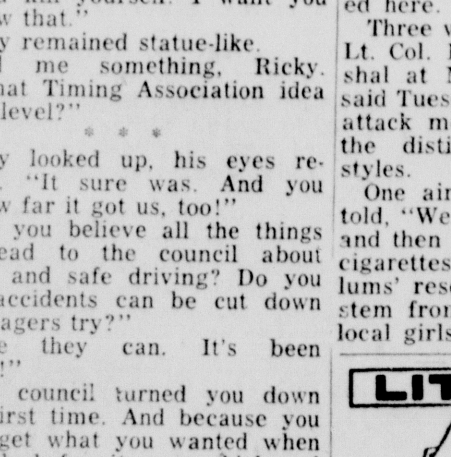 w that."
y remained statue-like.
me something, Ricky.
at Timing Association idea
level?"
* * *
y looked up, his eyes re-
. "It sure was. And you
w far it got us, too!"
you believe all the things
ead to the council about
and safe driving? Do you
accidents can be cut down
agers try?"
e they can. It's been
!"
council turned you down
irst time. And because you
get what you wanted when
ed here.
Three
Lt. Col.
shal at
said Tues
attack m
the disti
styles.
One air
told, "We
and then
cigarettes
lums' res
stem from
local girls
LIT